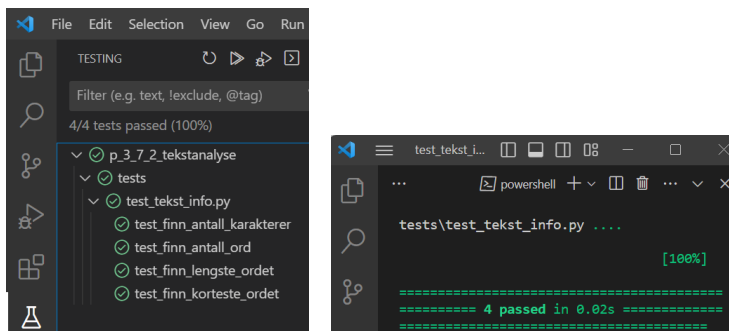 File Edit Selection View Go Run
TESTING
Filter (e.g. text, !exclude, @tag)
4/4 tests passed (100%)
p_3_7_2_tekstanalyse
tests
test_tekst_info.py
test_finn_antall_karakterer
test_finn_antall_ord
test_finn_lengste_ordet
test_finn_korteste_ordet
test_tekst_i...
powershell
tests\test_tekst_info.py ....
[100%]
=========================================
========== 4 passed in 0.02s =============
=======================================